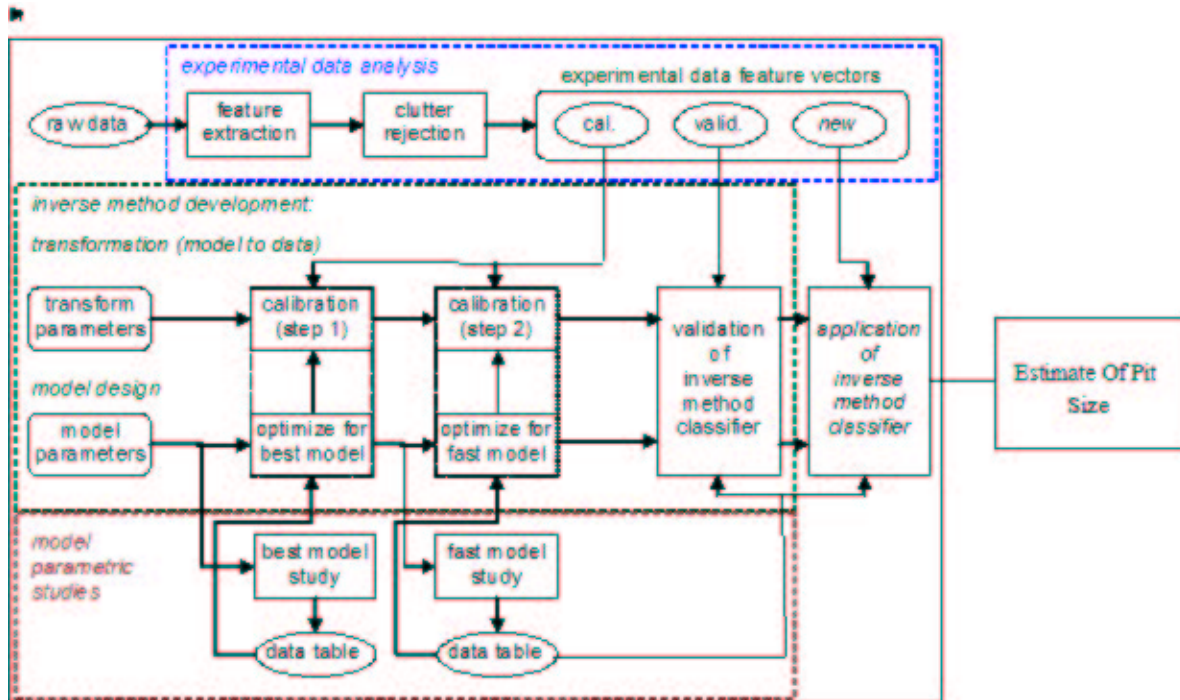 experimental data analysis
experimental data feature vectors
raw data
feature
extraction
clutter
rejection
cal.
valid.
new
inverse method development:
transformation (model to data)
transform
parameters
calibration
(step 1)
calibration
(step 2)
validation
of
inverse
method
classifier
application
of
inverse
method
classifier
Estimate Of Pit
Size
model design
model
parameters
optimize for
best model
optimize for
fast model
model
parametric
studies
best model
study
fast model
study
data table
data table